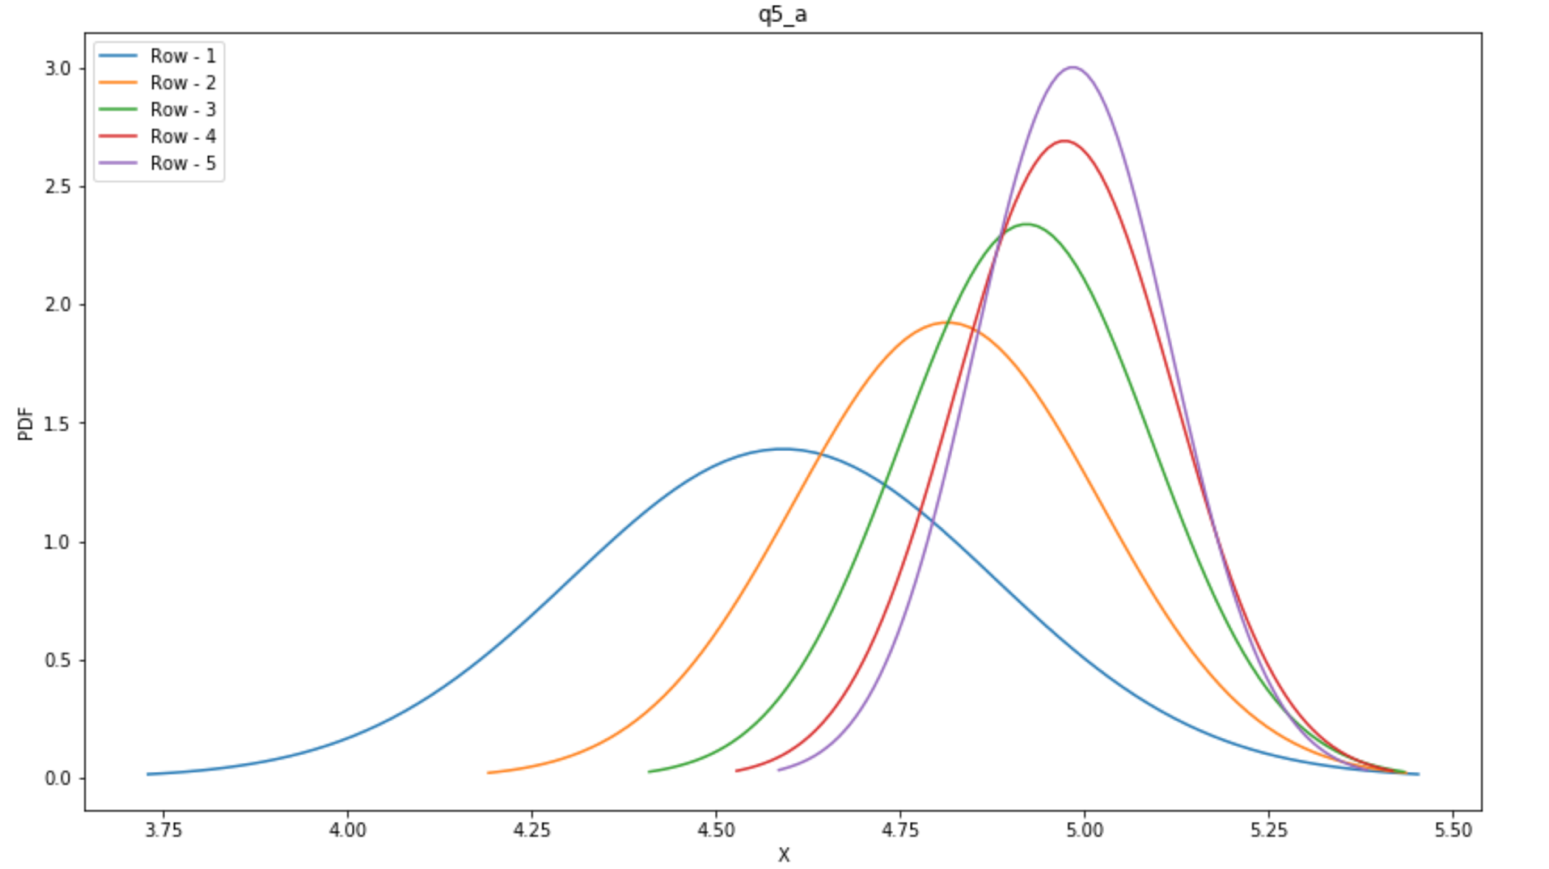 q5_a
Row - 1
Row - 2
Row - 3
Row - 4
Row - 5
3.0
2.5
2.0
1.5
1.0
0.5
0.0
PDF
3.75 4.00 4.25 4.50 4.75 5.00 5.25 5.50
X